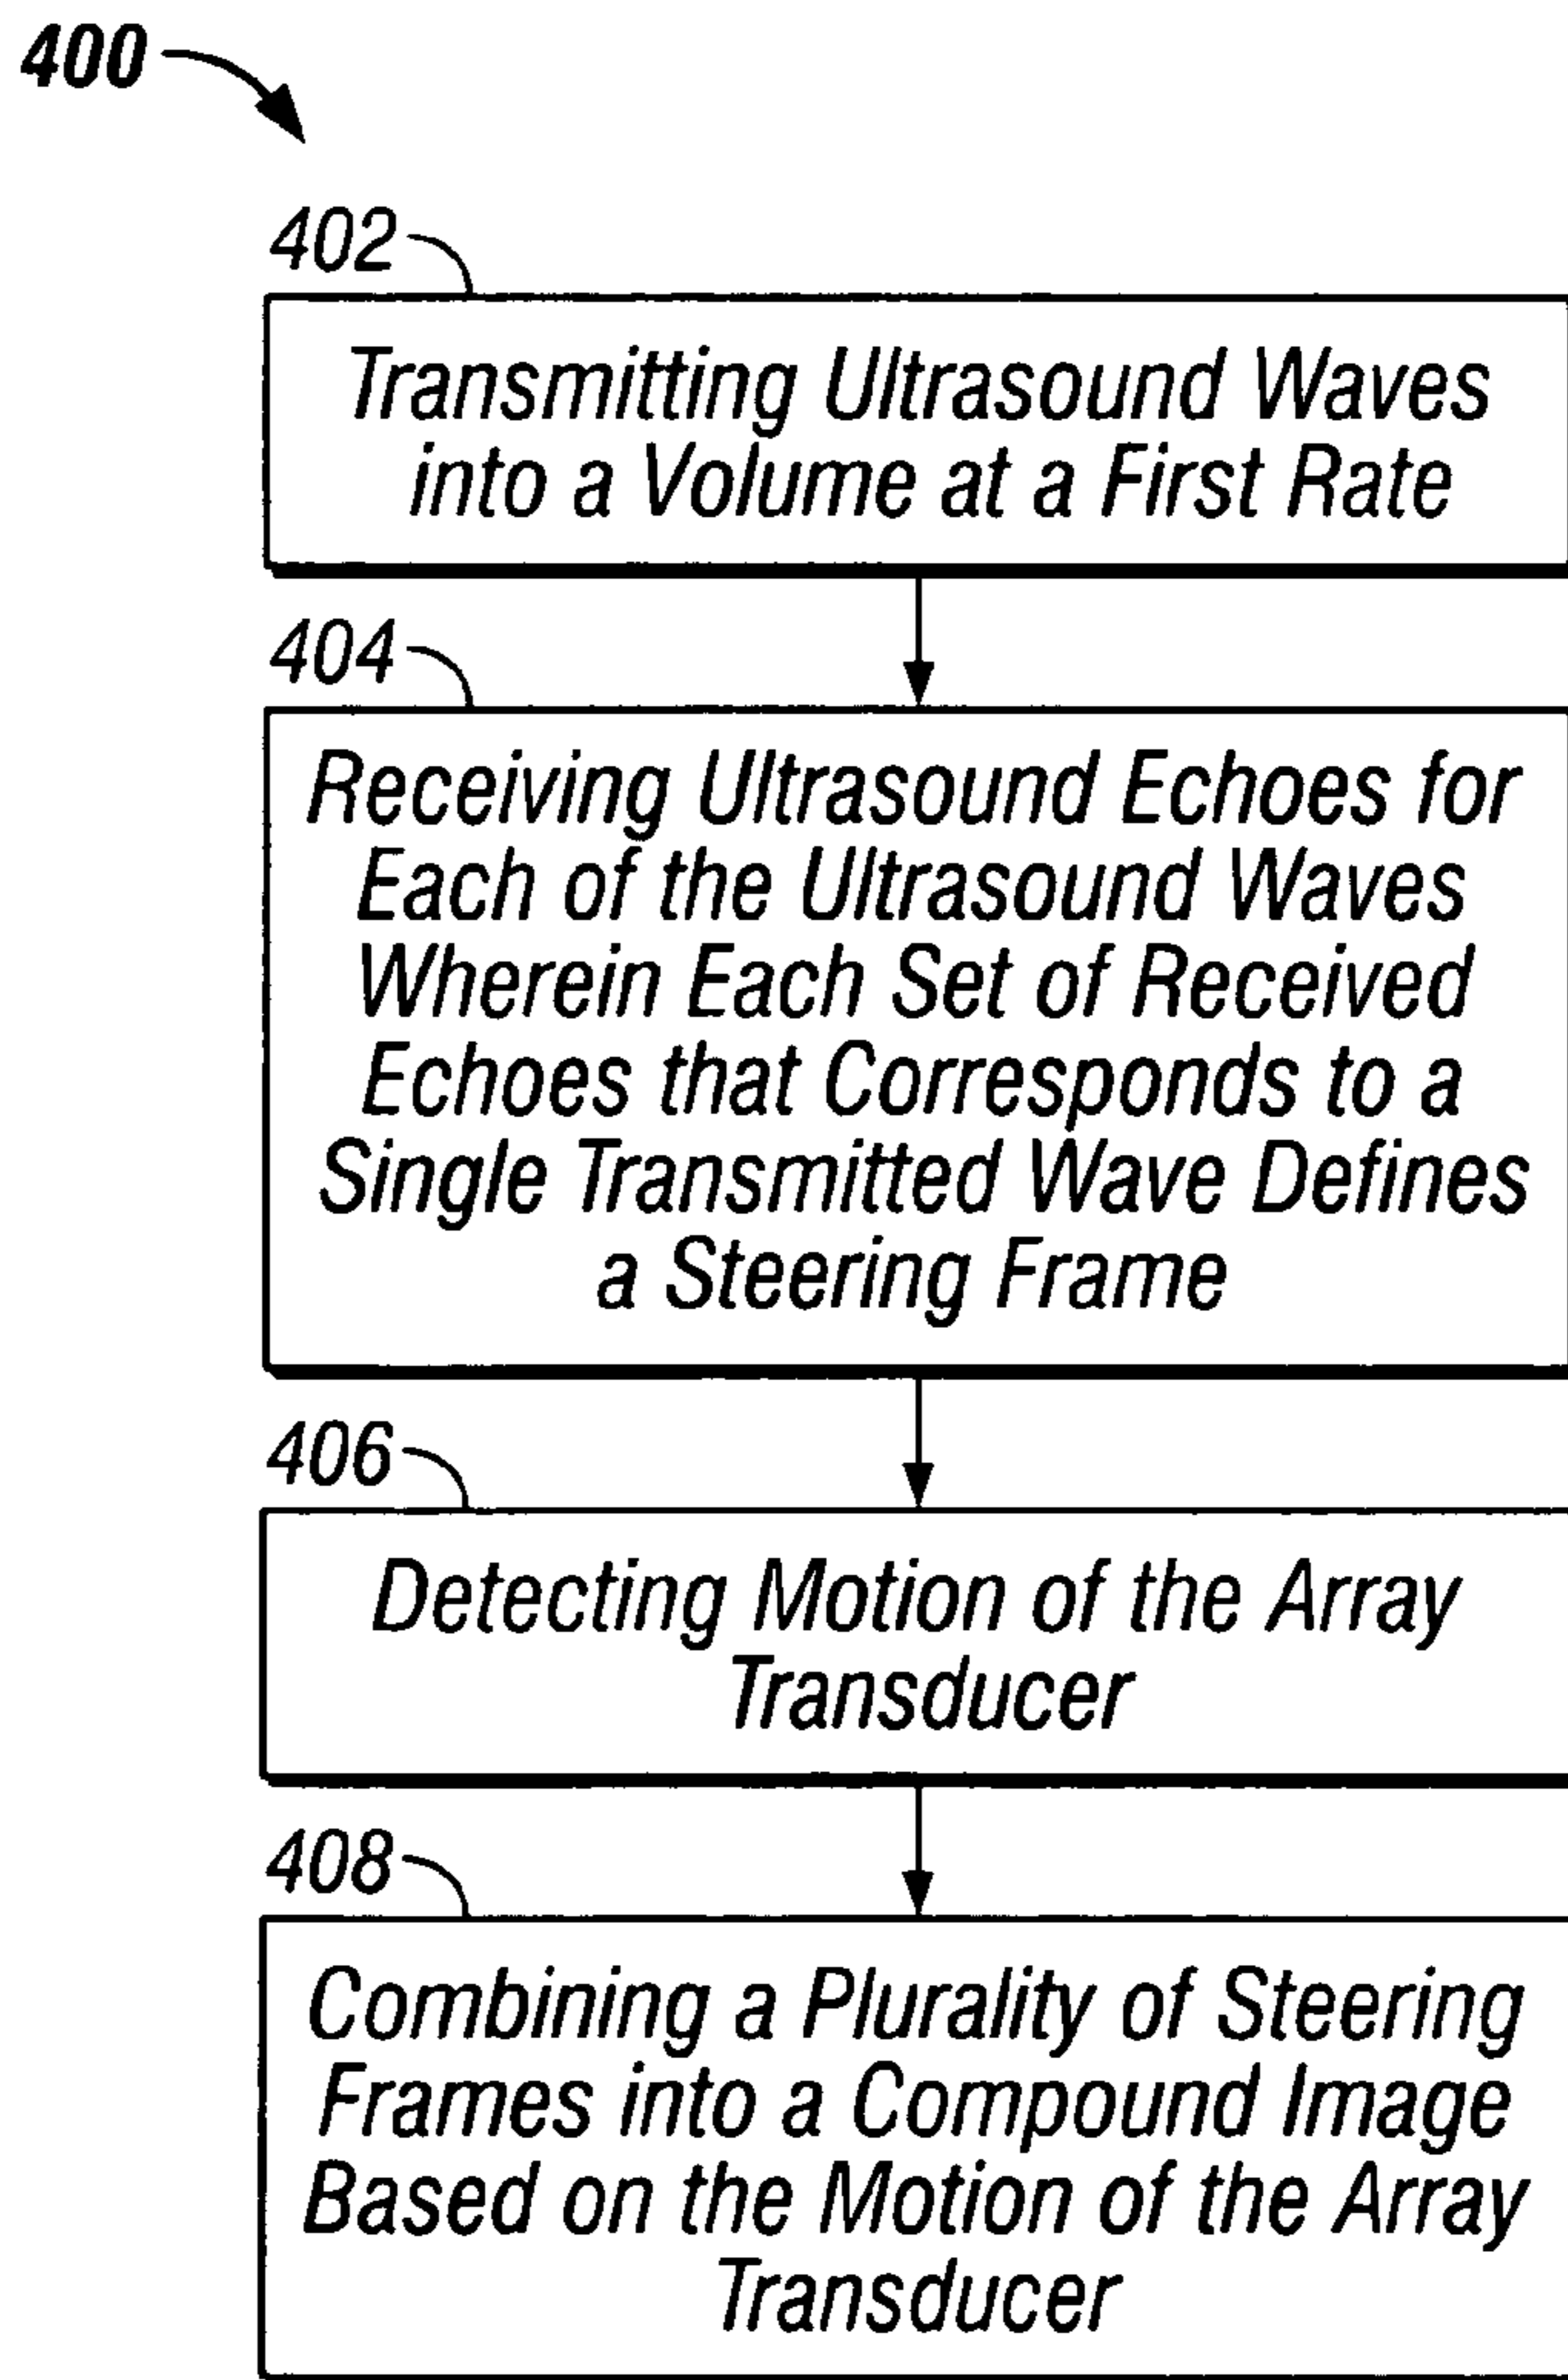 400
402
Transmitting Ultrasound Waves
into a Volume at a First Rate
404
Receiving Ultrasound Echoes for
Each of the Ultrasound Waves
Wherein Each Set of Received
Echoes that Corresponds to a
Single Transmitted Wave Defines
a Steering Frame
406
Detecting Motion of the Array
Transducer
408
Combining a Plurality of Steering
Frames into a Compound Image
Based on the Motion of the Array
Transducer